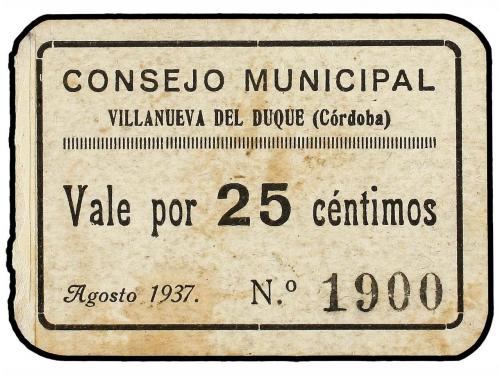 CONSEJO MUNICIPAL
VILLANUEVA DEL DUQUE (Córdoba)
Vale por 25 céntimos
Agosto 1937. N.º 1900